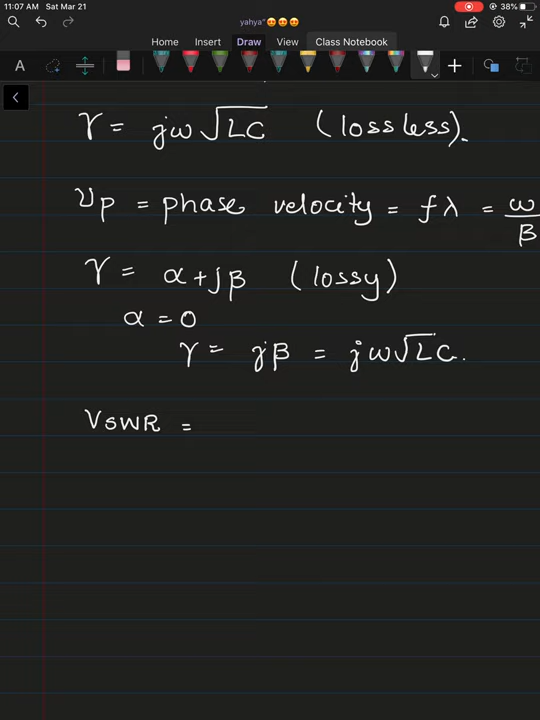 11:07 AM Sat Mar 21
38%
yahya"😍😍😍
Home Insert Draw View Class Notebook
A
γ = jω√LC (lossless).
υp = phase velocity = fλ = ω/β
γ = α+jβ (lossy)
α = 0
γ = jβ = jω√LC.
VSWR =